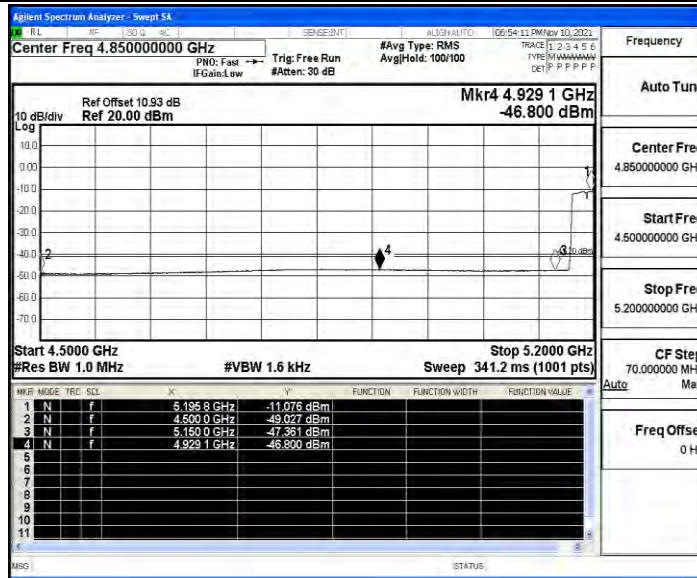 Agilent Spectrum Analyzer - Swept SA
RL RF 50 Ω AC SENSE:INT ALIGN AUTO 06:54:11 PM Nov 10, 2021
Center Freq 4.850000000 GHz
PNO: Fast
IFGain:Low
Trig: Free Run
#Atten: 30 dB
#Avg Type: RMS
Avg|Hold: 100/100
TRACE 1 2 3 4 5 6
TYPE M
DET P P P P P P
Frequency
Ref Offset 10.93 dB
10 dB/div Ref 20.00 dBm
Log
Mkr4 4.929 1 GHz
-46.800 dBm
10.0
0.00
-10.0
-20.0
-30.0
-40.0
-50.0
-60.0
-70.0
1
2
3
4
Start 4.5000 GHz
Stop 5.2000 GHz
#Res BW 1.0 MHz
#VBW 1.6 kHz
Sweep 341.2 ms (1001 pts)
MKR MODE TRC SCL X Y FUNCTION FUNCTION WIDTH FUNCTION VALUE
1 N f 5.195 8 GHz -11.076 dBm
2 N f 4.500 0 GHz -49.027 dBm
3 N f 5.150 0 GHz -47.361 dBm
4 N f 4.929 1 GHz -46.800 dBm
5
6
7
8
9
10
11
MSG
STATUS
Auto Tun
Center Fre
4.850000000 GH
Start Fre
4.500000000 GH
Stop Fre
5.200000000 GH
CF Step
70.000000 MH
Auto Ma
Freq Offse
0 H